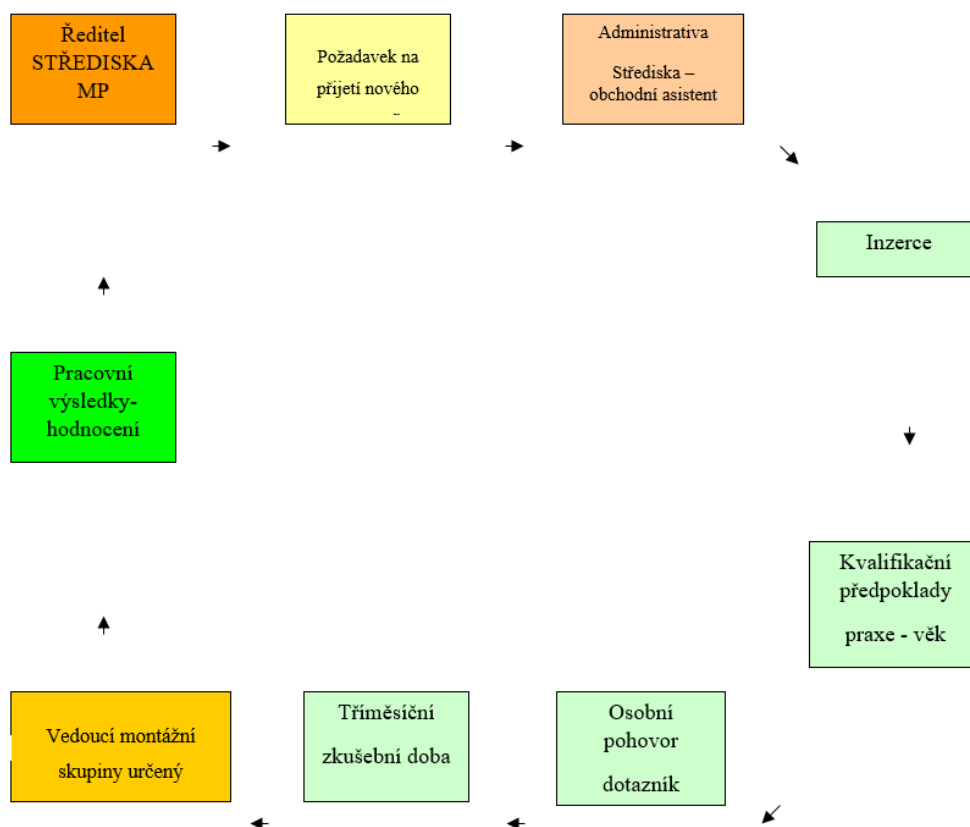 Ředitel
STŘEDISKA
MP
Požadavek na
přijetí nového
Administrativa
Střediska –
obchodní asistent
Inzerce
Kvalifikační
předpoklady
praxe - věk
Osobní
pohovor
dotazník
Tříměsíční
zkušební doba
Vedoucí montážní
skupiny určený
Pracovní
výsledky-
hodnocení